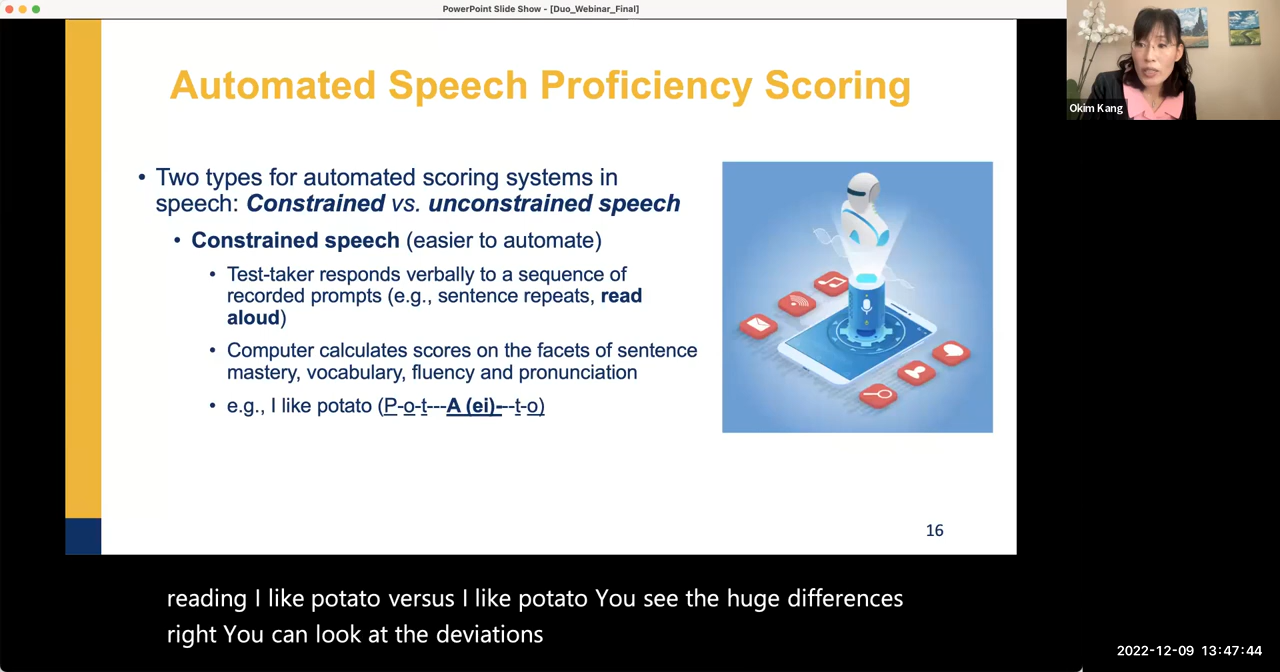 PowerPoint Slide Show - [Duo_Webinar_Final]
Okim Kang
Automated Speech Proficiency Scoring
• Two types for automated scoring systems in
speech: Constrained vs. unconstrained speech
• Constrained speech (easier to automate)
• Test-taker responds verbally to a sequence of
recorded prompts (e.g., sentence repeats, read
aloud)
• Computer calculates scores on the facets of sentence
mastery, vocabulary, fluency and pronunciation
• e.g., I like potato (P-o-t---A (ei)---t-o)
16
reading I like potato versus I like potato You see the huge differences
right You can look at the deviations
2022-12-09 13:47:44